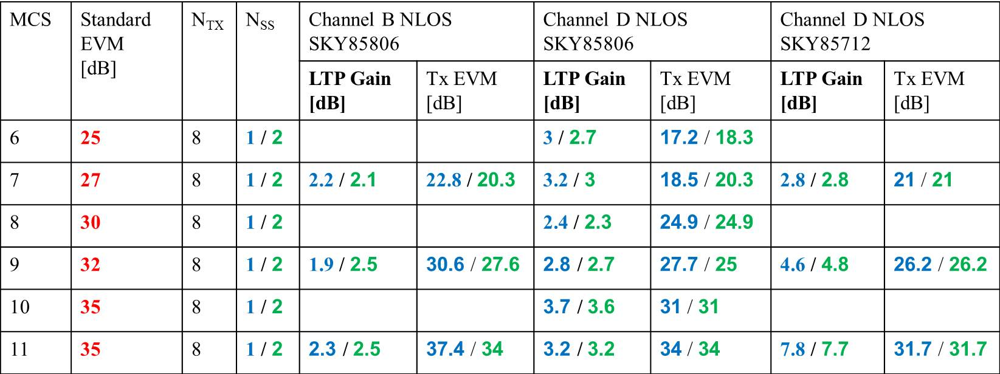 MCS Standard EVM [dB] N_TX N_SS Channel B NLOS SKY85806 Channel D NLOS SKY85806 Channel D NLOS SKY85712
LTP Gain [dB] Tx EVM [dB] LTP Gain [dB] Tx EVM [dB] LTP Gain [dB] Tx EVM [dB]
6 25 8 1 / 2 3 / 2.7 17.2 / 18.3
7 27 8 1 / 2 2.2 / 2.1 22.8 / 20.3 3.2 / 3 18.5 / 20.3 2.8 / 2.8 21 / 21
8 30 8 1 / 2 2.4 / 2.3 24.9 / 24.9
9 32 8 1 / 2 1.9 / 2.5 30.6 / 27.6 2.8 / 2.7 27.7 / 25 4.6 / 4.8 26.2 / 26.2
10 35 8 1 / 2 3.7 / 3.6 31 / 31
11 35 8 1 / 2 2.3 / 2.5 37.4 / 34 3.2 / 3.2 34 / 34 7.8 / 7.7 31.7 / 31.7